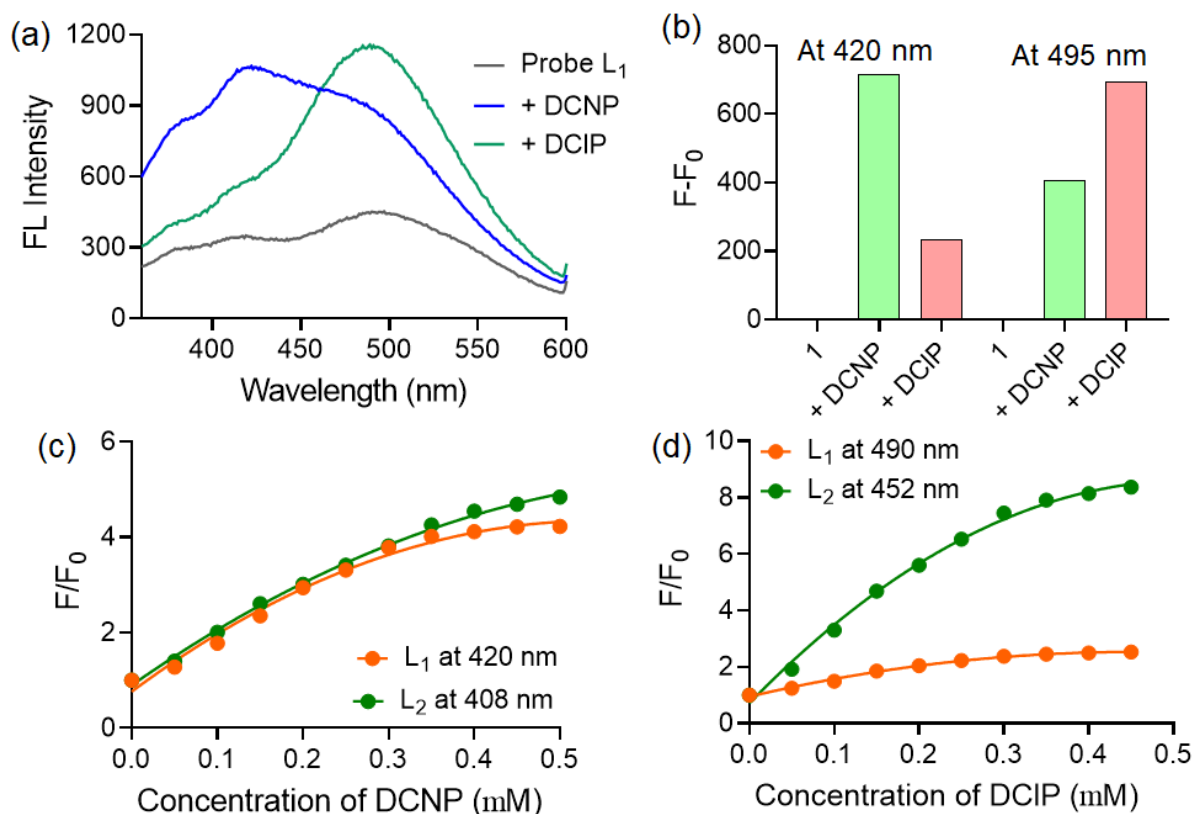 (a)
1200
900
600
300
0
FL Intensity
400
450
500
550
600
Wavelength (nm)
Probe L₁
+ DCNP
+ DCIP
(b)
800
600
400
200
0
F-F₀
At 420 nm
At 495 nm
1
+ DCNP
+ DCIP
1
+ DCNP
+ DCIP
(c)
6
4
2
0
F/F₀
L₁ at 420 nm
L₂ at 408 nm
0.0
0.1
0.2
0.3
0.4
0.5
Concentration of DCNP (mM)
(d)
10
8
6
4
2
0
F/F₀
L₁ at 490 nm
L₂ at 452 nm
0.0
0.1
0.2
0.3
0.4
0.5
Concentration of DCIP (mM)